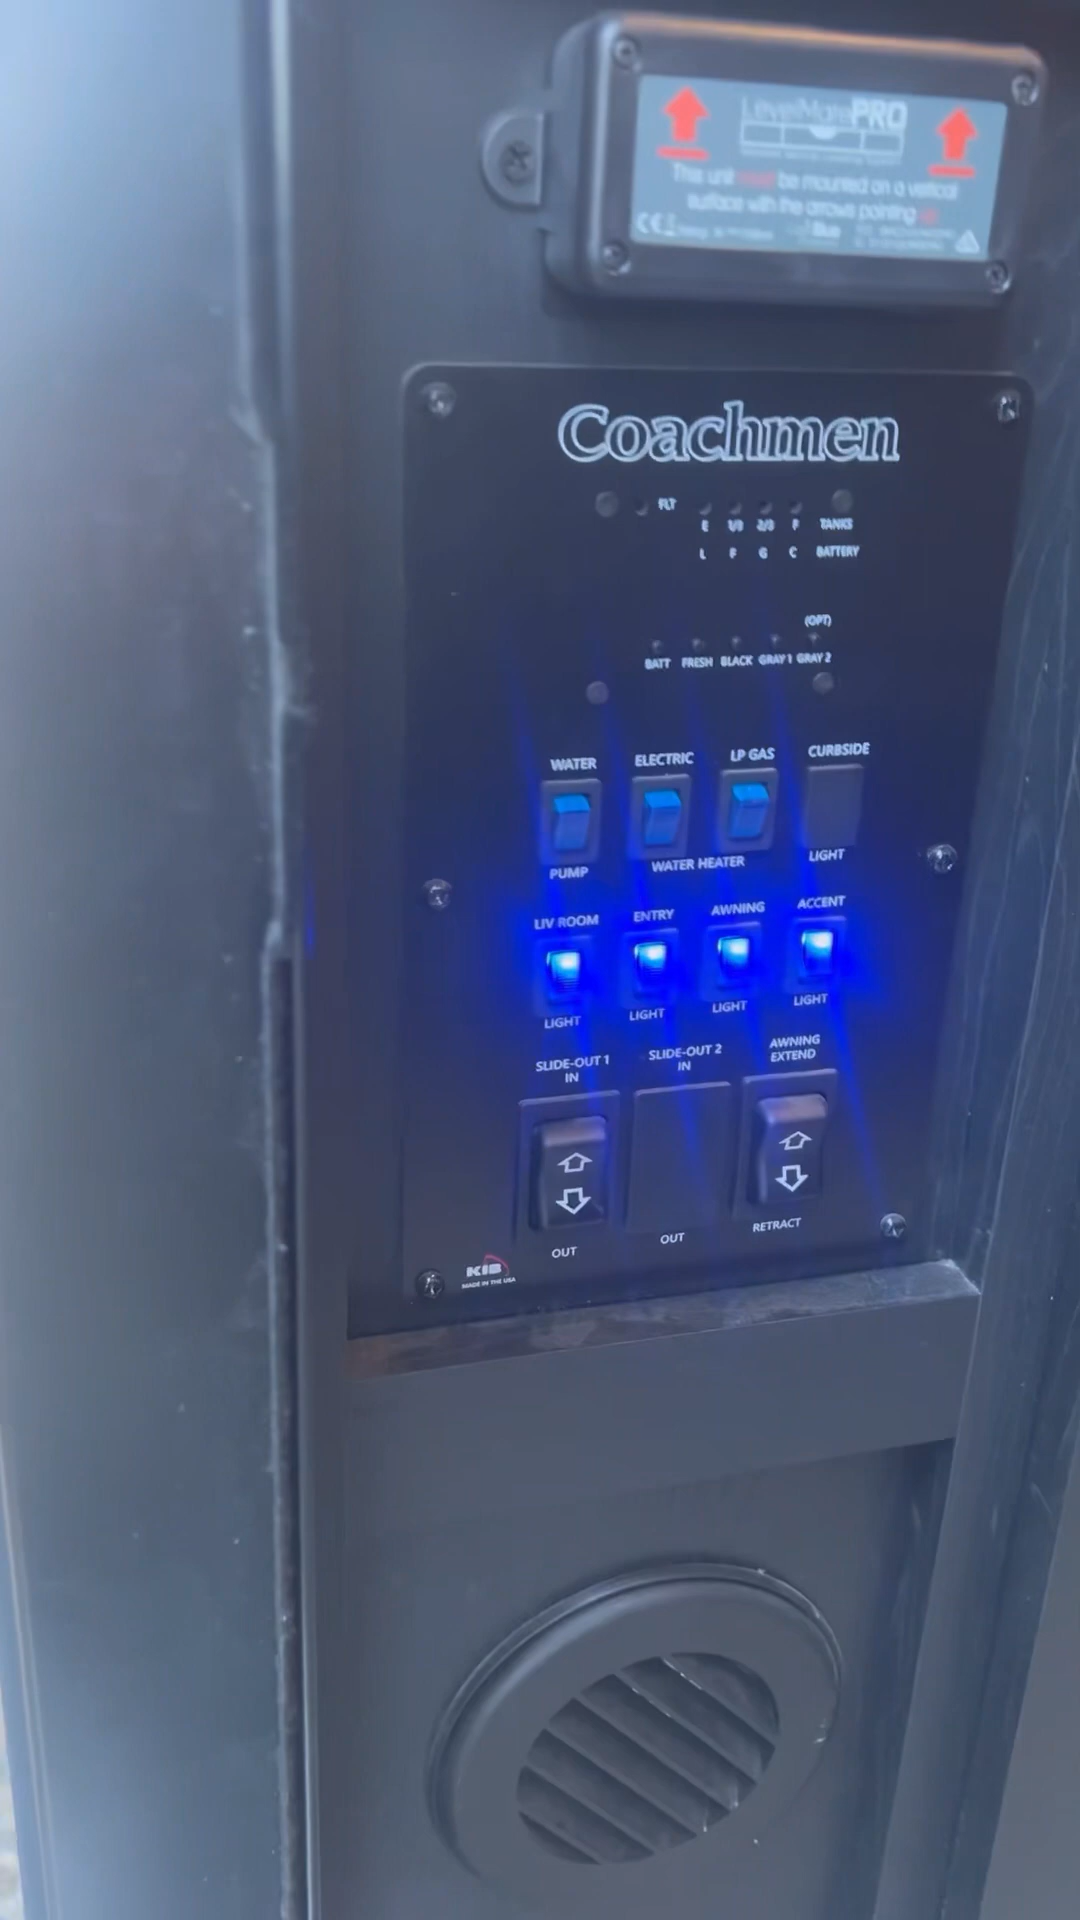 LevelMatePRO
This unit must be mounted on a vertical
surface with the arrows pointing up
CE
Coachmen
FLT
E 1/3 2/3 F TANKS
L F G C BATTERY
(OPT)
BATT FRESH BLACK GRAY 1 GRAY 2
WATER ELECTRIC LP GAS CURBSIDE
PUMP WATER HEATER LIGHT
LIV ROOM ENTRY AWNING ACCENT
LIGHT LIGHT LIGHT LIGHT
SLIDE-OUT 1 IN
SLIDE-OUT 2 IN
AWNING EXTEND
OUT OUT RETRACT
KIB
MADE IN THE USA